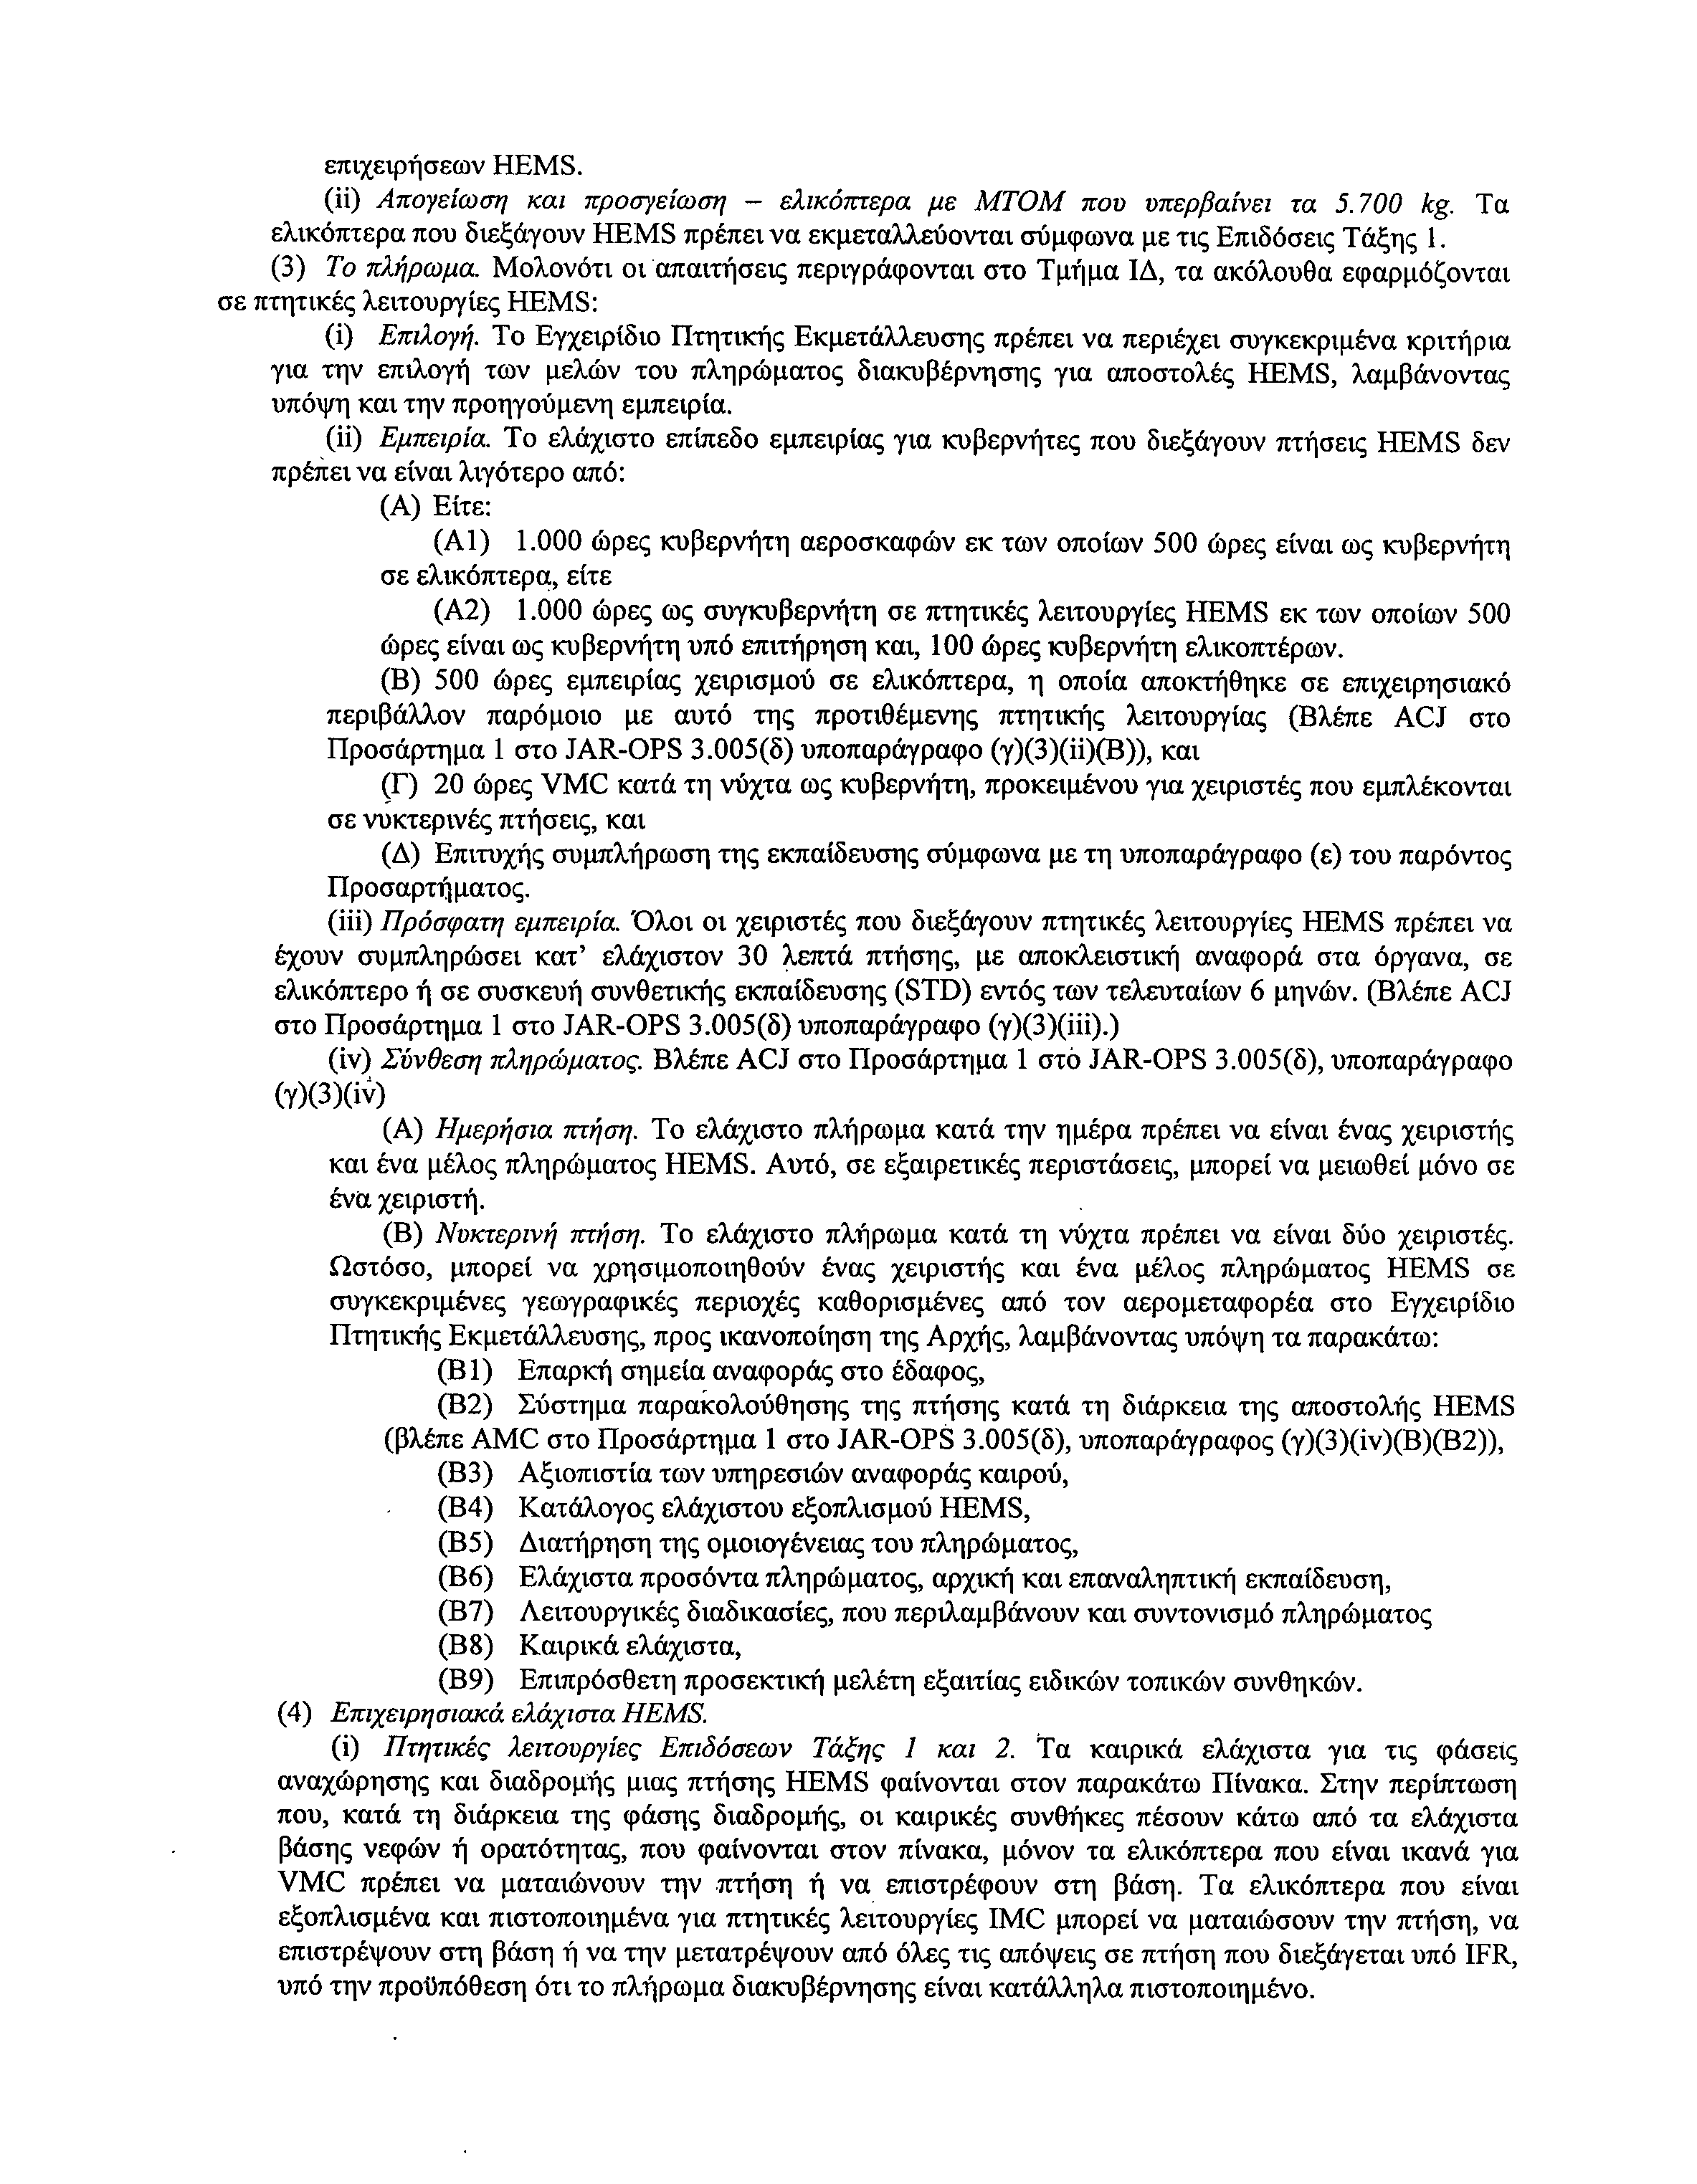 επιχειρήσεων HEMS.
(ii) Απογείωση και προσγείωση – ελικόπτερα με MTOM που υπερβαίνει τα 5.700 kg. Τα
ελικόπτερα που διεξάγουν HEMS πρέπει να εκμεταλλεύονται σύμφωνα με τις Επιδόσεις Τάξης 1.
(3) Το πλήρωμα. Μολονότι οι απαιτήσεις περιγράφονται στο Τμήμα ΙΔ, τα ακόλουθα εφαρμόζονται
σε πτητικές λειτουργίες HEMS:
(i) Επιλογή. Το Εγχειρίδιο Πτητικής Εκμετάλλευσης πρέπει να περιέχει συγκεκριμένα κριτήρια
για την επιλογή των μελών του πληρώματος διακυβέρνησης για αποστολές HEMS, λαμβάνοντας
υπόψη και την προηγούμενη εμπειρία.
(ii) Εμπειρία. Το ελάχιστο επίπεδο εμπειρίας για κυβερνήτες που διεξάγουν πτήσεις HEMS δεν
πρέπει να είναι λιγότερο από:
(Α) Είτε:
(Α1) 1.000 ώρες κυβερνήτη αεροσκαφών εκ των οποίων 500 ώρες είναι ως κυβερνήτη
σε ελικόπτερα, είτε
(Α2) 1.000 ώρες ως συγκυβερνήτη σε πτητικές λειτουργίες HEMS εκ των οποίων 500
ώρες είναι ως κυβερνήτη υπό επιτήρηση και, 100 ώρες κυβερνήτη ελικοπτέρων.
(Β) 500 ώρες εμπειρίας χειρισμού σε ελικόπτερα, η οποία αποκτήθηκε σε επιχειρησιακό
περιβάλλον παρόμοιο με αυτό της προτιθέμενης πτητικής λειτουργίας (Βλέπε ACJ στο
Προσάρτημα 1 στο JAR-OPS 3.005(δ) υποπαράγραφο (γ)(3)(ii)(Β)), και
(Γ) 20 ώρες VMC κατά τη νύχτα ως κυβερνήτη, προκειμένου για χειριστές που εμπλέκονται
σε νυκτερινές πτήσεις, και
(Δ) Επιτυχής συμπλήρωση της εκπαίδευσης σύμφωνα με τη υποπαράγραφο (ε) του παρόντος
Προσαρτήματος.
(iii) Πρόσφατη εμπειρία. Όλοι οι χειριστές που διεξάγουν πτητικές λειτουργίες HEMS πρέπει να
έχουν συμπληρώσει κατ’ ελάχιστον 30 λεπτά πτήσης, με αποκλειστική αναφορά στα όργανα, σε
ελικόπτερο ή σε συσκευή συνθετικής εκπαίδευσης (STD) εντός των τελευταίων 6 μηνών. (Βλέπε ACJ
στο Προσάρτημα 1 στο JAR-OPS 3.005(δ) υποπαράγραφο (γ)(3)(iii).)
(iv) Σύνθεση πληρώματος. Βλέπε ACJ στο Προσάρτημα 1 στο JAR-OPS 3.005(δ), υποπαράγραφο
(γ)(3)(iv)
(Α) Ημερήσια πτήση. Το ελάχιστο πλήρωμα κατά την ημέρα πρέπει να είναι ένας χειριστής
και ένα μέλος πληρώματος HEMS. Αυτό, σε εξαιρετικές περιστάσεις, μπορεί να μειωθεί μόνο σε
ένα χειριστή.
(Β) Νυκτερινή πτήση. Το ελάχιστο πλήρωμα κατά τη νύχτα πρέπει να είναι δύο χειριστές.
Ωστόσο, μπορεί να χρησιμοποιηθούν ένας χειριστής και ένα μέλος πληρώματος HEMS σε
συγκεκριμένες γεωγραφικές περιοχές καθορισμένες από τον αερομεταφορέα στο Εγχειρίδιο
Πτητικής Εκμετάλλευσης, προς ικανοποίηση της Αρχής, λαμβάνοντας υπόψη τα παρακάτω:
(Β1) Επαρκή σημεία αναφοράς στο έδαφος,
(Β2) Σύστημα παρακολούθησης της πτήσης κατά τη διάρκεια της αποστολής HEMS
(βλέπε AMC στο Προσάρτημα 1 στο JAR-OPS 3.005(δ), υποπαράγραφος (γ)(3)(iv)(Β)(Β2)),
(Β3) Αξιοπιστία των υπηρεσιών αναφοράς καιρού,
(Β4) Κατάλογος ελάχιστου εξοπλισμού HEMS,
(Β5) Διατήρηση της ομοιογένειας του πληρώματος,
(Β6) Ελάχιστα προσόντα πληρώματος, αρχική και επαναληπτική εκπαίδευση,
(Β7) Λειτουργικές διαδικασίες, που περιλαμβάνουν και συντονισμό πληρώματος
(Β8) Καιρικά ελάχιστα,
(Β9) Επιπρόσθετη προσεκτική μελέτη εξαιτίας ειδικών τοπικών συνθηκών.
(4) Επιχειρησιακά ελάχιστα HEMS.
(i) Πτητικές λειτουργίες Επιδόσεων Τάξης 1 και 2. Τα καιρικά ελάχιστα για τις φάσεις
αναχώρησης και διαδρομής μιας πτήσης HEMS φαίνονται στον παρακάτω Πίνακα. Στην περίπτωση
που, κατά τη διάρκεια της φάσης διαδρομής, οι καιρικές συνθήκες πέσουν κάτω από τα ελάχιστα
βάσης νεφών ή ορατότητας, που φαίνονται στον πίνακα, μόνον τα ελικόπτερα που είναι ικανά για
VMC πρέπει να ματαιώνουν την πτήση ή να επιστρέφουν στη βάση. Τα ελικόπτερα που είναι
εξοπλισμένα και πιστοποιημένα για πτητικές λειτουργίες IMC μπορεί να ματαιώσουν την πτήση, να
επιστρέψουν στη βάση ή να την μετατρέψουν από όλες τις απόψεις σε πτήση που διεξάγεται υπό IFR,
υπό την προϋπόθεση ότι το πλήρωμα διακυβέρνησης είναι κατάλληλα πιστοποιημένο.